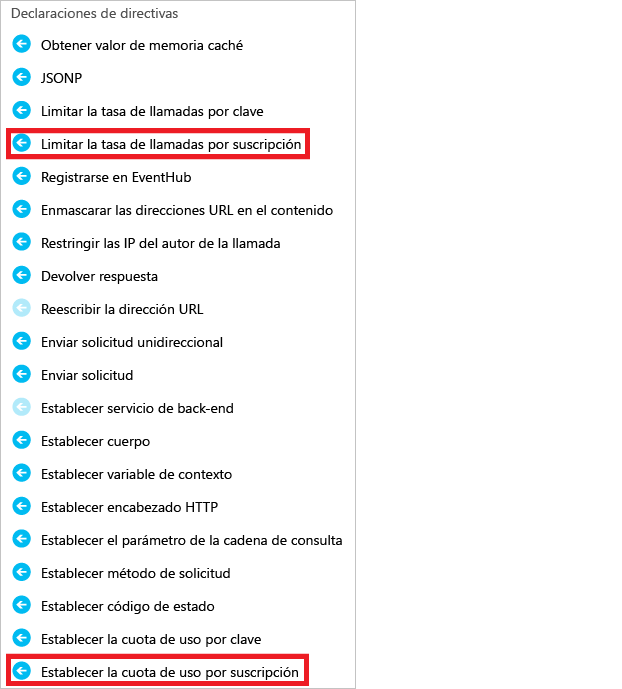 Declaraciones de directivas
Obtener valor de memoria caché
JSONP
Limitar la tasa de llamadas por clave
Limitar la tasa de llamadas por suscripción
Registrarse en EventHub
Enmascarar las direcciones URL en el contenido
Restringir las IP del autor de la llamada
Devolver respuesta
Reescribir la dirección URL
Enviar solicitud unidireccional
Enviar solicitud
Establecer servicio de back-end
Establecer cuerpo
Establecer variable de contexto
Establecer encabezado HTTP
Establecer el parámetro de la cadena de consulta
Establecer método de solicitud
Establecer código de estado
Establecer la cuota de uso por clave
Establecer la cuota de uso por suscripción